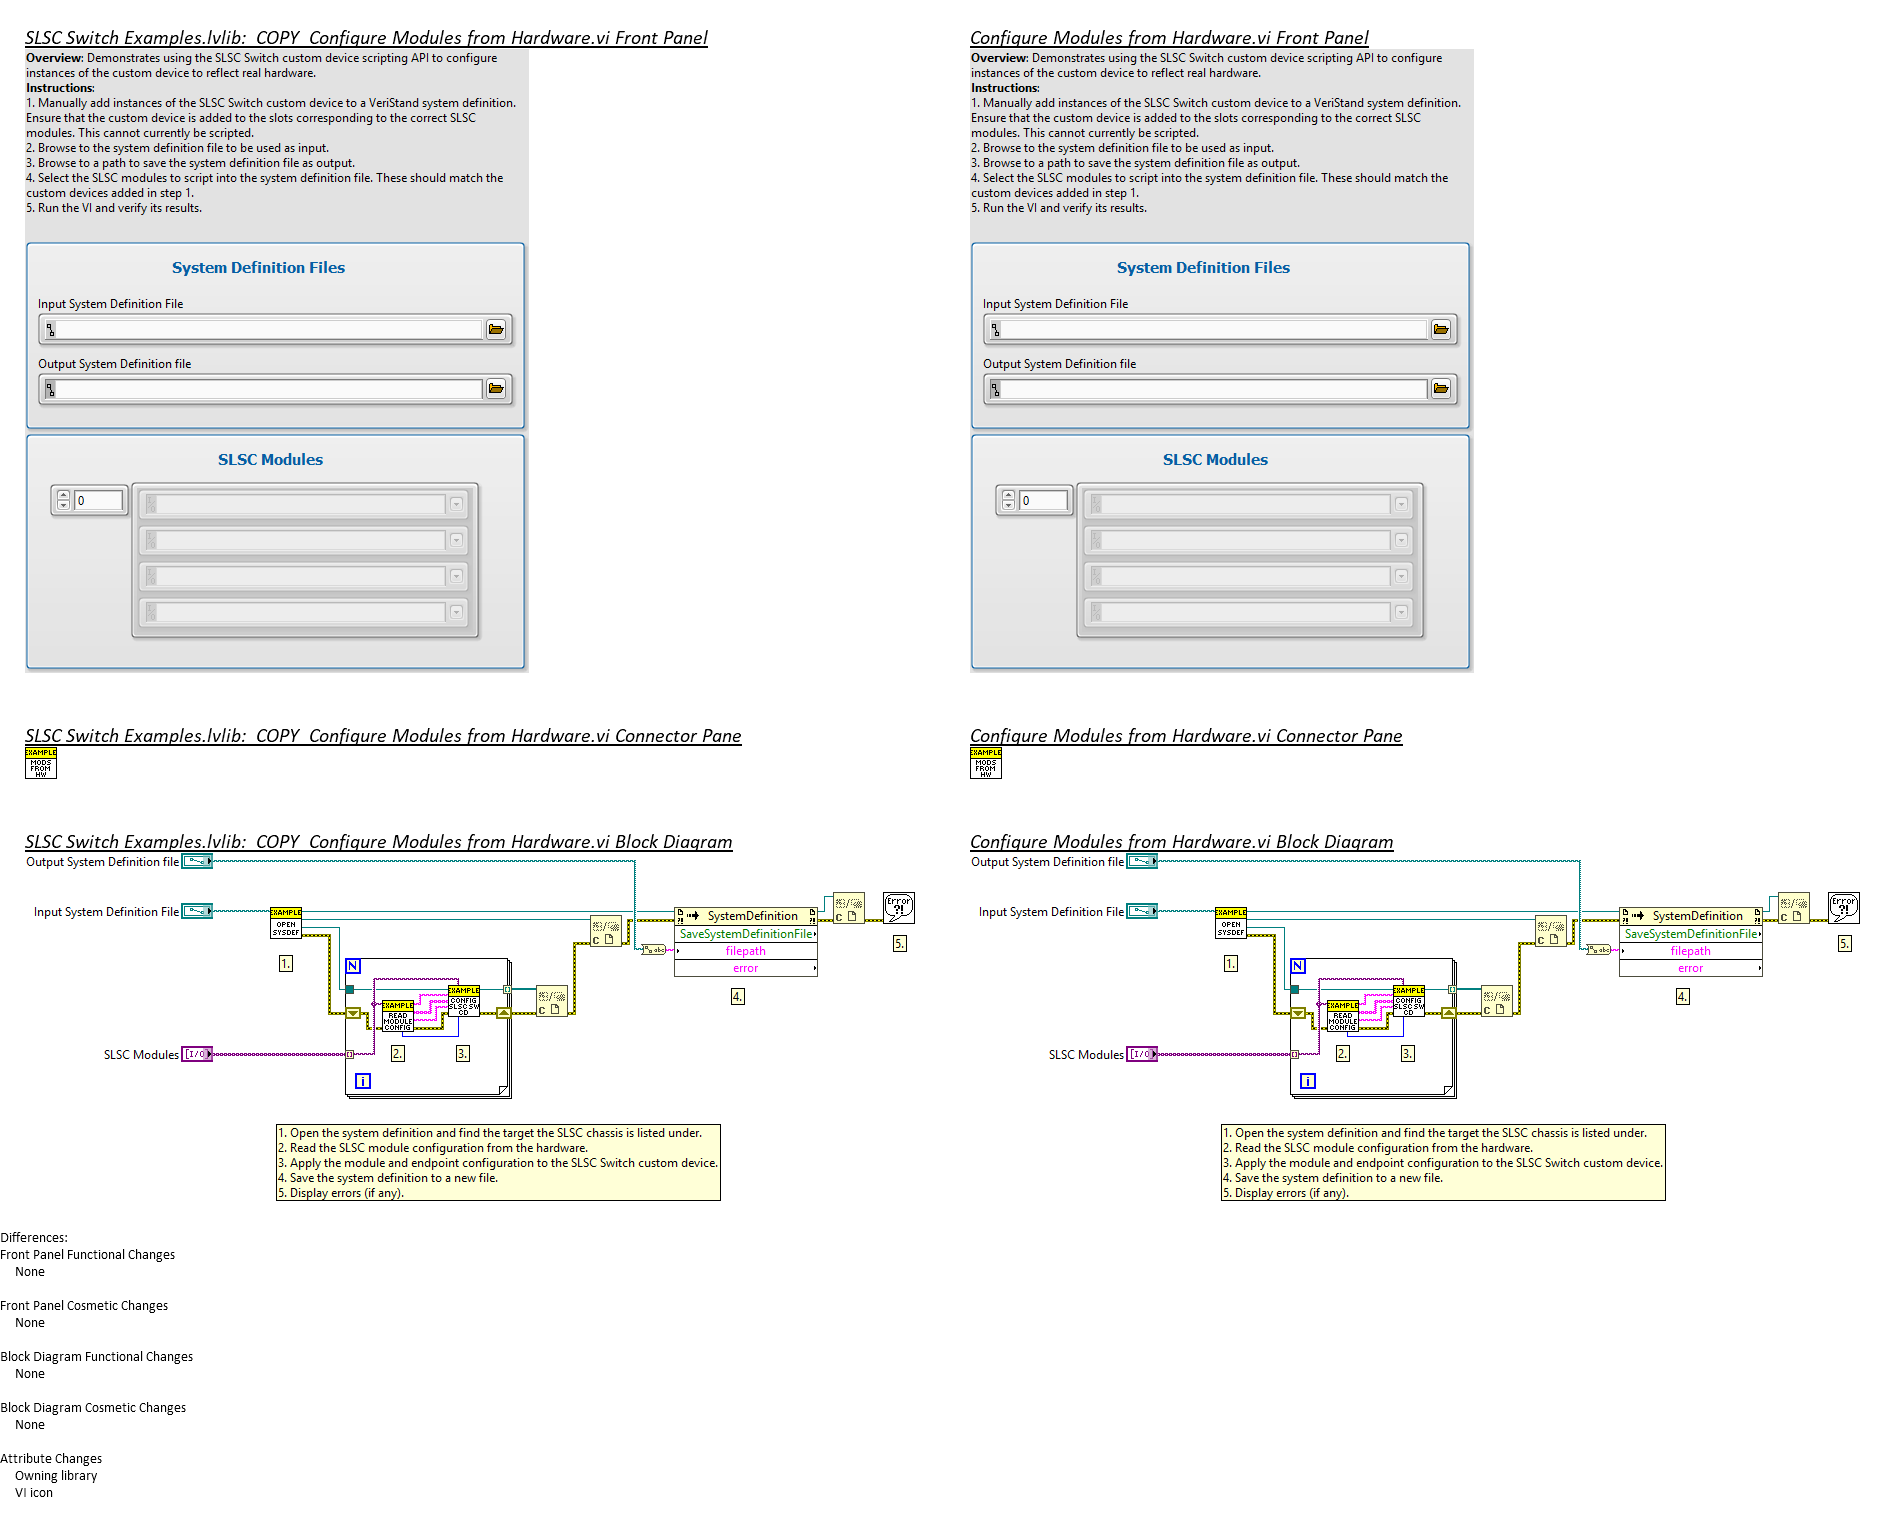 SLSC Switch Examples.lvlib:  COPY  Configure Modules from Hardware.vi Front Panel
Overview: Demonstrates using the SLSC Switch custom device scripting API to configure
instances of the custom device to reflect real hardware.
Instructions:
1. Manually add instances of the SLSC Switch custom device to a VeriStand system definition.
Ensure that the custom device is added to the slots corresponding to the correct SLSC
modules. This cannot currently be scripted.
2. Browse to the system definition file to be used as input.
3. Browse to a path to save the system definition file as output.
4. Select the SLSC modules to script into the system definition file. These should match the
custom devices added in step 1.
5. Run the VI and verify its results.
System Definition Files
Input System Definition File
Output System Definition file
SLSC Modules
0
Configure Modules from Hardware.vi Front Panel
Overview: Demonstrates using the SLSC Switch custom device scripting API to configure
instances of the custom device to reflect real hardware.
Instructions:
1. Manually add instances of the SLSC Switch custom device to a VeriStand system definition.
Ensure that the custom device is added to the slots corresponding to the correct SLSC
modules. This cannot currently be scripted.
2. Browse to the system definition file to be used as input.
3. Browse to a path to save the system definition file as output.
4. Select the SLSC modules to script into the system definition file. These should match the
custom devices added in step 1.
5. Run the VI and verify its results.
System Definition Files
Input System Definition File
Output System Definition file
SLSC Modules
0
SLSC Switch Examples.lvlib:  COPY  Configure Modules from Hardware.vi Connector Pane
EXAMPLE
MODS
FROM
HW
Configure Modules from Hardware.vi Connector Pane
EXAMPLE
MODS
FROM
HW
SLSC Switch Examples.lvlib:  COPY  Configure Modules from Hardware.vi Block Diagram
Output System Definition file
Input System Definition File
EXAMPLE
OPEN
SYSDEF
1.
SystemDefinition
SaveSystemDefinitionFile
filepath
error
4.
Error
?!
5.
N
EXAMPLE
READ
MODULE
CONFIG
2.
EXAMPLE
CONFIG
SLSC SW
CD
3.
SLSC Modules
I/O
i
1. Open the system definition and find the target the SLSC chassis is listed under.
2. Read the SLSC module configuration from the hardware.
3. Apply the module and endpoint configuration to the SLSC Switch custom device.
4. Save the system definition to a new file.
5. Display errors (if any).
Configure Modules from Hardware.vi Block Diagram
Output System Definition file
Input System Definition File
EXAMPLE
OPEN
SYSDEF
1.
SystemDefinition
SaveSystemDefinitionFile
filepath
error
4.
Error
?!
5.
N
EXAMPLE
READ
MODULE
CONFIG
2.
EXAMPLE
CONFIG
SLSC SW
CD
3.
SLSC Modules
I/O
i
1. Open the system definition and find the target the SLSC chassis is listed under.
2. Read the SLSC module configuration from the hardware.
3. Apply the module and endpoint configuration to the SLSC Switch custom device.
4. Save the system definition to a new file.
5. Display errors (if any).
Differences:
Front Panel Functional Changes
None
Front Panel Cosmetic Changes
None
Block Diagram Functional Changes
None
Block Diagram Cosmetic Changes
None
Attribute Changes
Owning library
VI icon